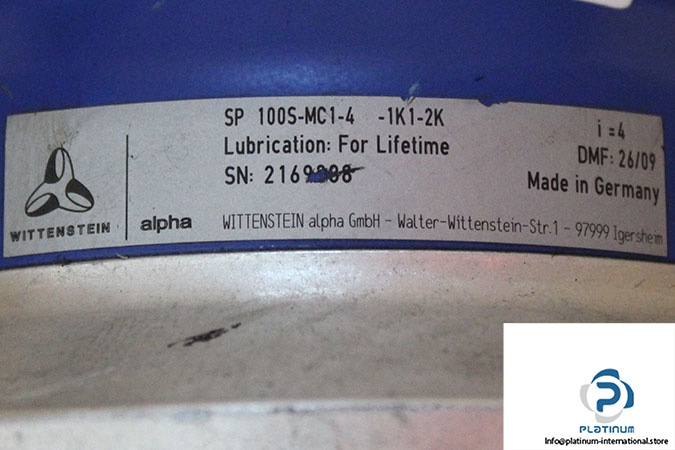 SP 100S-MC1-4 -1K1-2K
i =4
Lubrication: For Lifetime
DMF: 26/09
SN:
Made in Germany
WITTENSTEIN
alpha
WITTENSTEIN alpha GmbH - Walter-Wittenstein-Str.1 - 97999 Igersheim
PLATINUM
Info@platinum-international.store